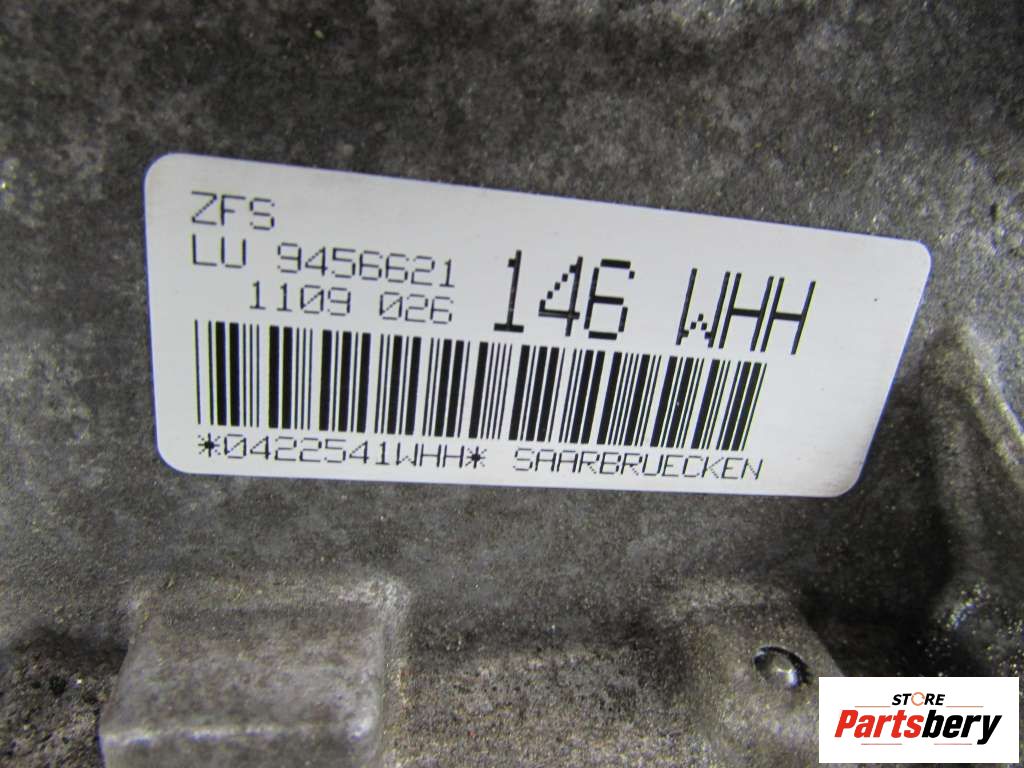 ZFS
LU 9456621
1109 026
146 WHH
*0422541WHH* SAARBRUECKEN
STORE
Partsbery